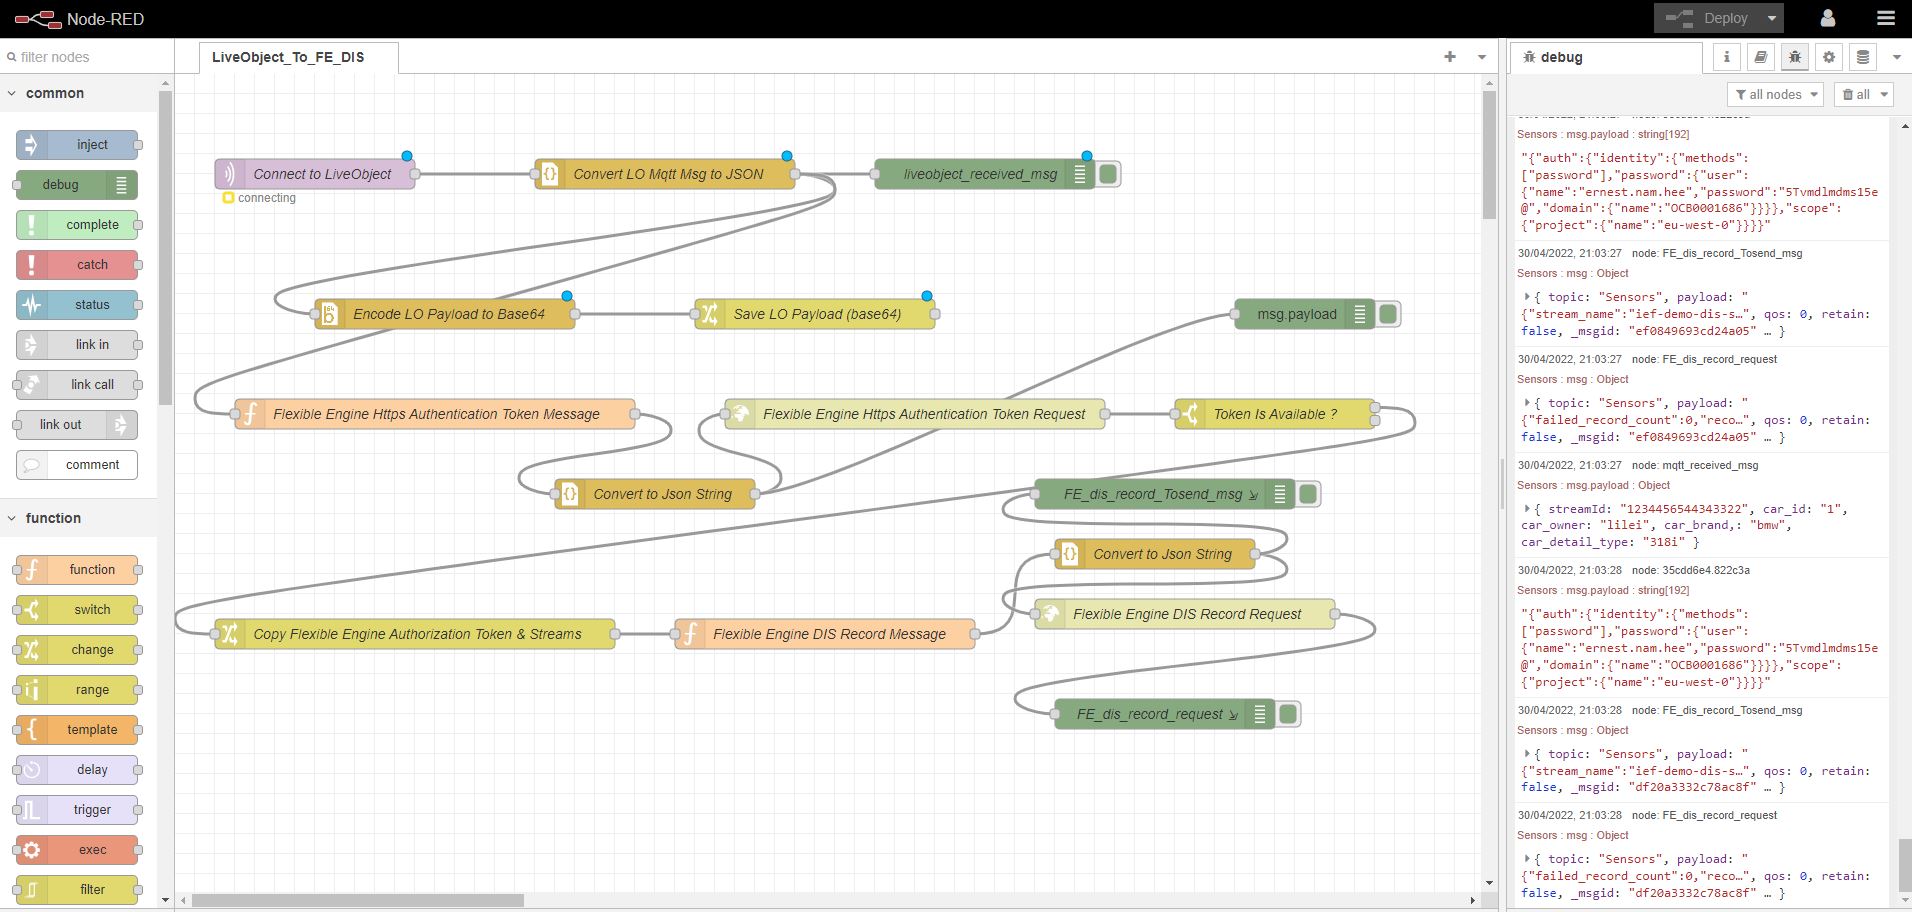 Node-RED
Deploy
filter nodes
common
inject
debug
complete
catch
status
link in
link call
link out
comment
function
function
switch
change
range
template
delay
trigger
exec
filter
LiveObject_To_FE_DIS
Connect to LiveObject
connecting
Convert LO Mqtt Msg to JSON
liveobject_received_msg
Encode LO Payload to Base64
Save LO Payload (base64)
msg.payload
Flexible Engine Https Authentication Token Message
Flexible Engine Https Authentication Token Request
Token Is Available ?
Convert to Json String
FE_dis_record_Tosend_msg
Convert to Json String
Flexible Engine DIS Record Request
Copy Flexible Engine Authorization Token & Streams
Flexible Engine DIS Record Message
FE_dis_record_request
debug
all nodes
all
Sensors : msg.payload : string[192]
"{"auth":{"identity":{"methods":
["password"],"password":{"user":
{"name":"ernest.nam.hee","password":"5Tvmdlmdms15e
@","domain":{"name":"OCB0001686"}}}},"scope":
{"project":{"name":"eu-west-0"}}}}"
30/04/2022, 21:03:27 node: FE_dis_record_Tosend_msg
Sensors : msg : Object
{ topic: "Sensors", payload: "
{"stream_name":"ief-demo-dis-s…", qos: 0, retain:
false, _msgid: "ef0849693cd24a05" … }
30/04/2022, 21:03:27 node: FE_dis_record_request
Sensors : msg : Object
{ topic: "Sensors", payload: "
{"failed_record_count":0,"reco…", qos: 0, retain:
false, _msgid: "ef0849693cd24a05" … }
30/04/2022, 21:03:27 node: mqtt_received_msg
Sensors : msg.payload : Object
{ streamId: "1234456544343322", car_id: "1",
car_owner: "lilei", car_brand,: "bmw",
car_detail_type: "318i" }
30/04/2022, 21:03:28 node: 35cdd6e4.822c3a
Sensors : msg.payload : string[192]
"{"auth":{"identity":{"methods":
["password"],"password":{"user":
{"name":"ernest.nam.hee","password":"5Tvmdlmdms15e
@","domain":{"name":"OCB0001686"}}}},"scope":
{"project":{"name":"eu-west-0"}}}}"
30/04/2022, 21:03:28 node: FE_dis_record_Tosend_msg
Sensors : msg : Object
{ topic: "Sensors", payload: "
{"stream_name":"ief-demo-dis-s…", qos: 0, retain:
false, _msgid: "df20a3332c78ac8f" … }
30/04/2022, 21:03:28 node: FE_dis_record_request
Sensors : msg : Object
{ topic: "Sensors", payload: "
{"failed_record_count":0,"reco…", qos: 0, retain:
false, _msgid: "df20a3332c78ac8f" … }